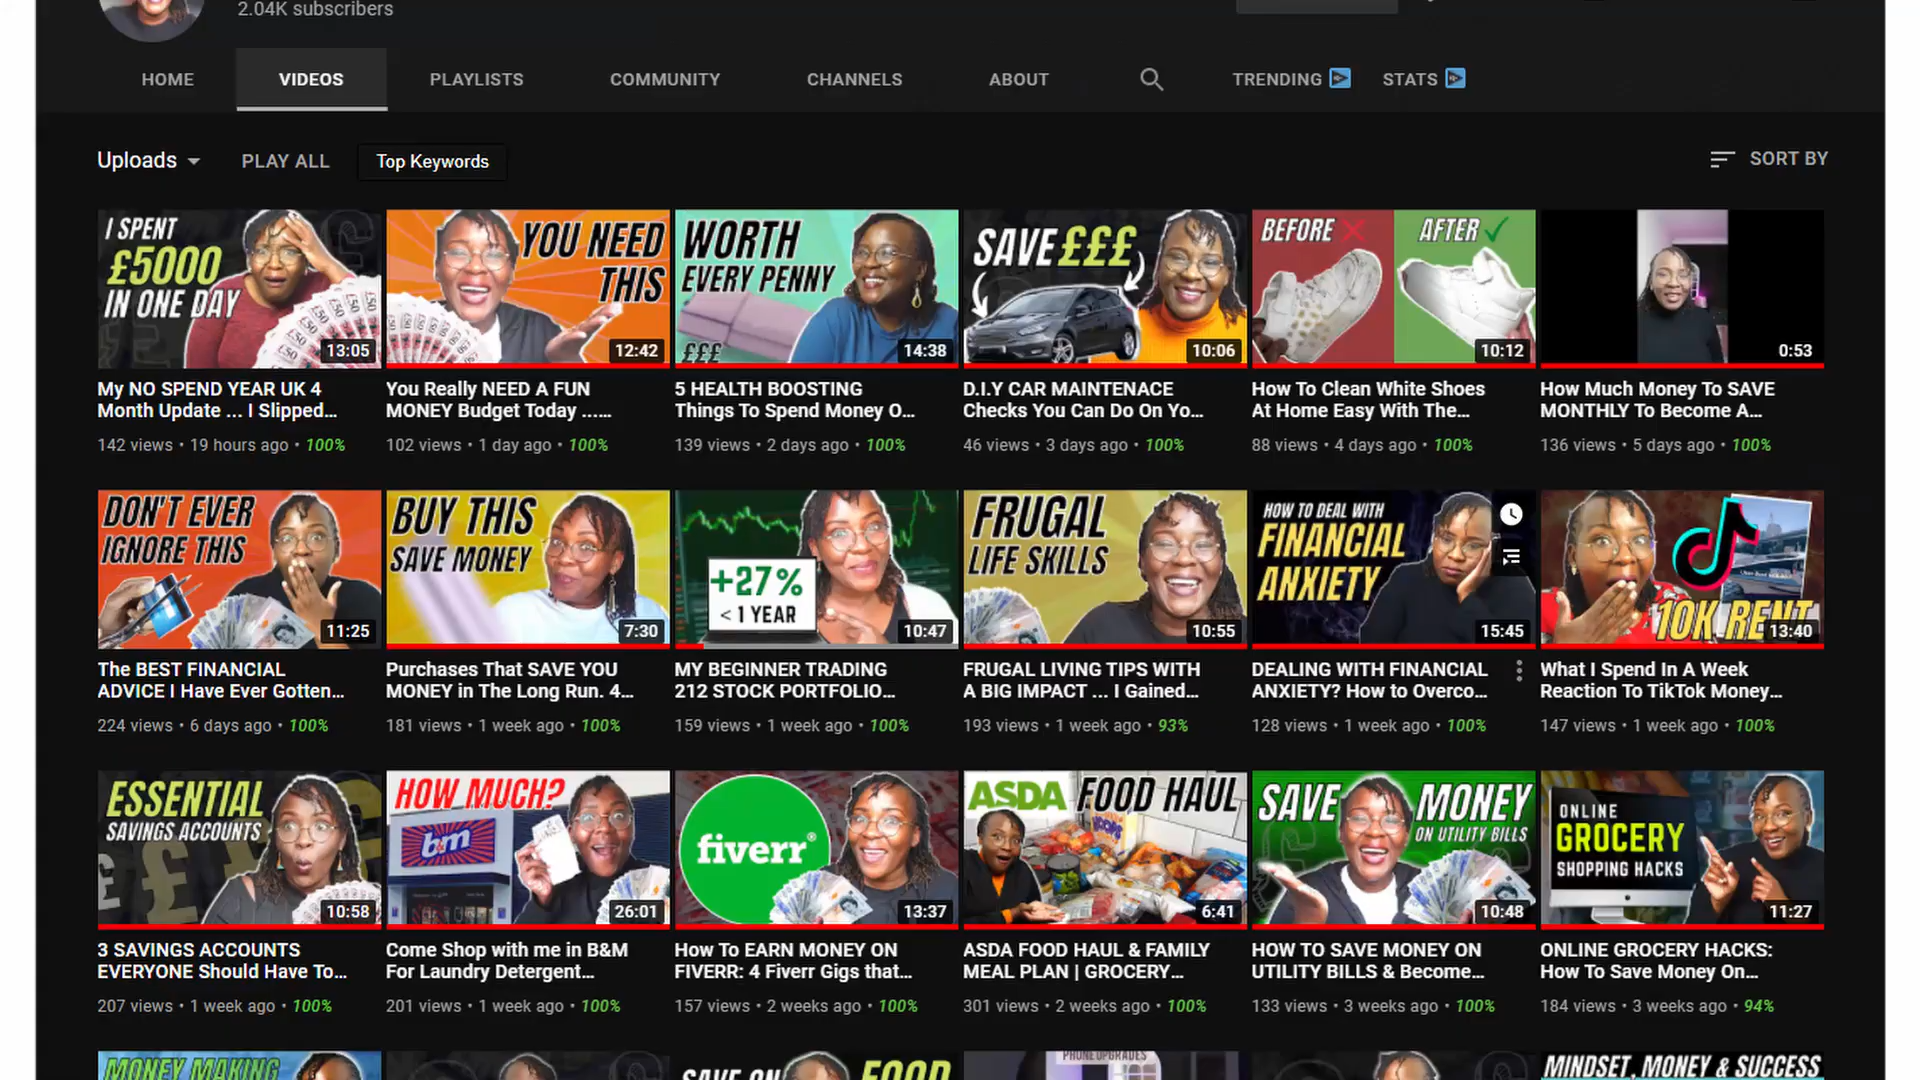 2.04K subscribers
HOME VIDEOS PLAYLISTS COMMUNITY CHANNELS ABOUT TRENDING STATS
Uploads PLAY ALL Top Keywords SORT BY
I SPENT
£5000
IN ONE DAY
13:05
My NO SPEND YEAR UK 4
Month Update ... I Slipped...
142 views • 19 hours ago • 100%
YOU NEED
THIS
12:42
You Really NEED A FUN
MONEY Budget Today ......
102 views • 1 day ago • 100%
WORTH
EVERY PENNY
£££
14:38
5 HEALTH BOOSTING
Things To Spend Money O...
139 views • 2 days ago • 100%
SAVE £££
10:06
D.I.Y CAR MAINTENACE
Checks You Can Do On Yo...
46 views • 3 days ago • 100%
BEFORE AFTER
10:12
How To Clean White Shoes
At Home Easy With The...
88 views • 4 days ago • 100%
0:53
How Much Money To SAVE
MONTHLY To Become A...
136 views • 5 days ago • 100%
DON'T EVER
IGNORE THIS
11:25
The BEST FINANCIAL
ADVICE I Have Ever Gotten...
224 views • 6 days ago • 100%
BUY THIS
SAVE MONEY
7:30
Purchases That SAVE YOU
MONEY in The Long Run. 4...
181 views • 1 week ago • 100%
+27%
< 1 YEAR
10:47
MY BEGINNER TRADING
212 STOCK PORTFOLIO...
159 views • 1 week ago • 100%
FRUGAL
LIFE SKILLS
10:55
FRUGAL LIVING TIPS WITH
A BIG IMPACT ... I Gained...
193 views • 1 week ago • 93%
HOW TO DEAL WITH
FINANCIAL
ANXIETY
15:45
DEALING WITH FINANCIAL
ANXIETY? How to Overco...
128 views • 1 week ago • 100%
10K RENT
13:40
What I Spend In A Week
Reaction To TikTok Money...
147 views • 1 week ago • 100%
ESSENTIAL
SAVINGS ACCOUNTS
10:58
3 SAVINGS ACCOUNTS
EVERYONE Should Have To...
207 views • 1 week ago • 100%
HOW MUCH?
b&m
26:01
Come Shop with me in B&M
For Laundry Detergent...
201 views • 1 week ago • 100%
fiverr®
13:37
How To EARN MONEY ON
FIVERR: 4 Fiverr Gigs that...
157 views • 2 weeks ago • 100%
ASDA FOOD HAUL
6:41
ASDA FOOD HAUL & FAMILY
MEAL PLAN | GROCERY...
301 views • 2 weeks ago • 100%
SAVE MONEY
ON UTILITY BILLS
10:48
HOW TO SAVE MONEY ON
UTILITY BILLS & Become...
133 views • 3 weeks ago • 100%
ONLINE
GROCERY
SHOPPING HACKS
11:27
ONLINE GROCERY HACKS:
How To Save Money On...
184 views • 3 weeks ago • 94%
MONEY MAKING
SAVE ON FOOD
PHONE UPGRADES
MINDSET, MONEY & SUCCESS